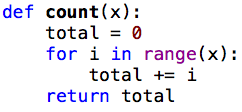 def count(x):
    total = 0
    for i in range(x):
        total += i
    return total